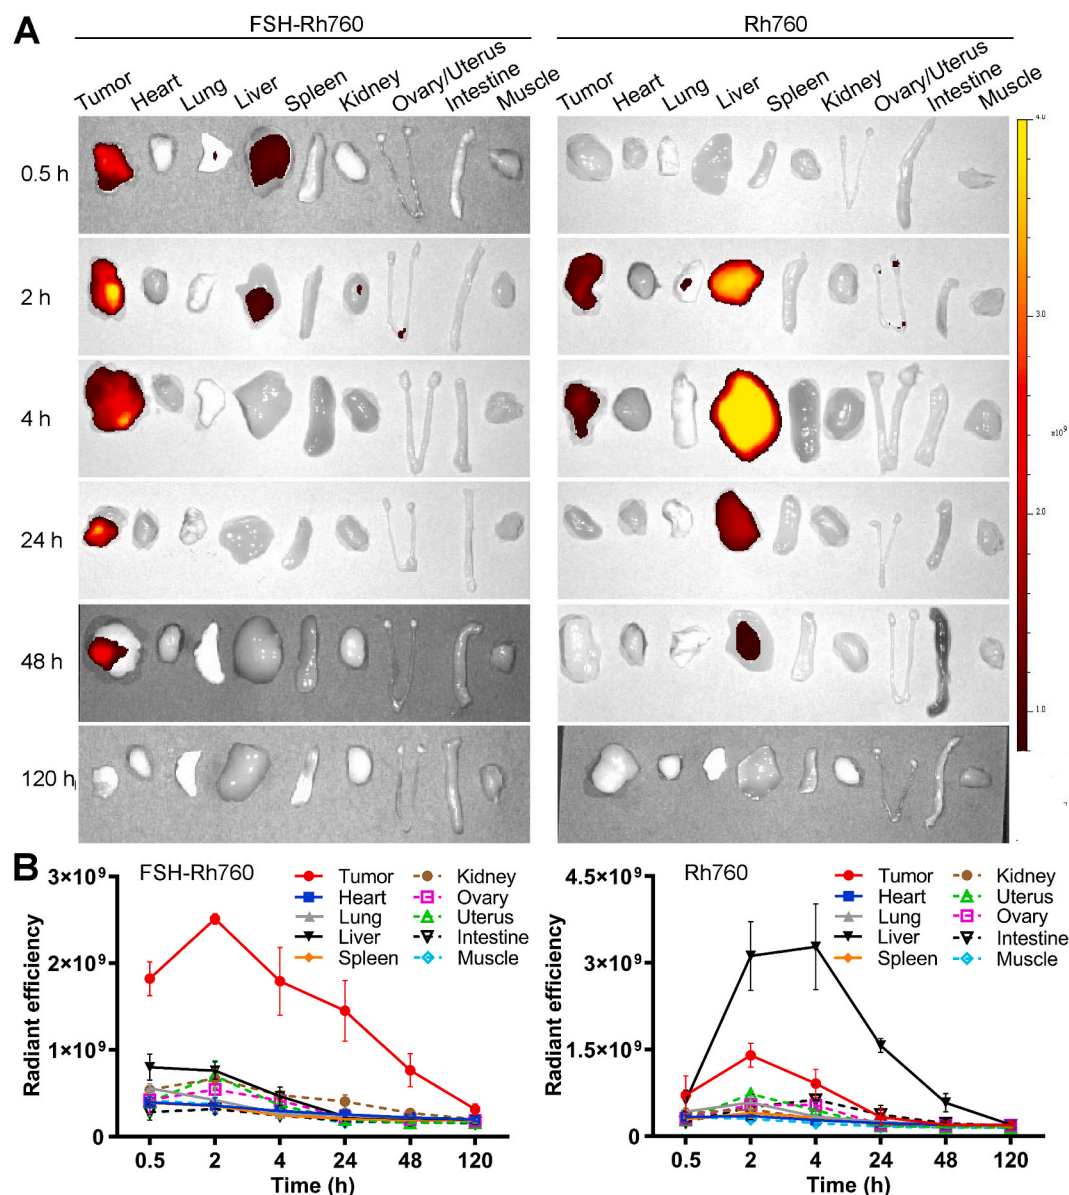 A
FSH-Rh760
Rh760
Tumor Heart Lung Liver Spleen Kidney Ovary/Uterus Intestine Muscle
Tumor Heart Lung Liver Spleen Kidney Ovary/Uterus Intestine Muscle
0.5 h
2 h
4 h
24 h
48 h
120 h
4.0
3.0
x10⁹
2.0
1.0
B
FSH-Rh760
Radiant efficiency
3×10⁹
2×10⁹
1×10⁹
0
Tumor
Heart
Lung
Liver
Spleen
Kidney
Ovary
Uterus
Intestine
Muscle
0.5 2 4 24 48 120
Time (h)
Rh760
Radiant efficiency
4.5×10⁹
3×10⁹
1.5×10⁹
0
Tumor
Heart
Lung
Liver
Spleen
Kidney
Uterus
Ovary
Intestine
Muscle
0.5 2 4 24 48 120
Time (h)